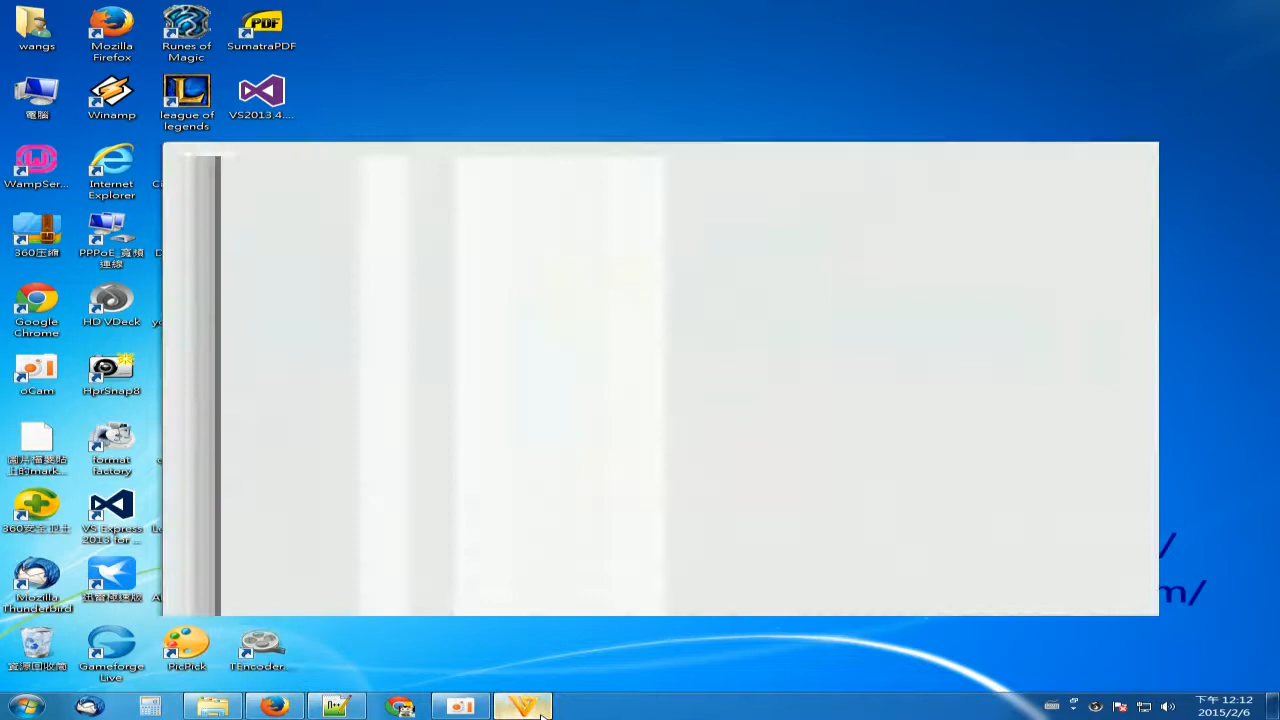 wangs
Mozilla
Firefox
Runes of
Magic
PDF
SumatraPDF
電腦
Winamp
league of
legends
VS2013.4....
WampSer...
Internet
Explorer
360压缩
PPPoE_寬頻
連線
Google
Chrome
HD VDeck
oCam
HprSnap8
format
factory
360安全卫士
VS Express
2013 for ...
Mozilla
Thunderbird
迅雷極速版
資源回收筒
Gameforge
Live
PicPick
TEncoder
/
m/
下午 12:12
2015/2/6